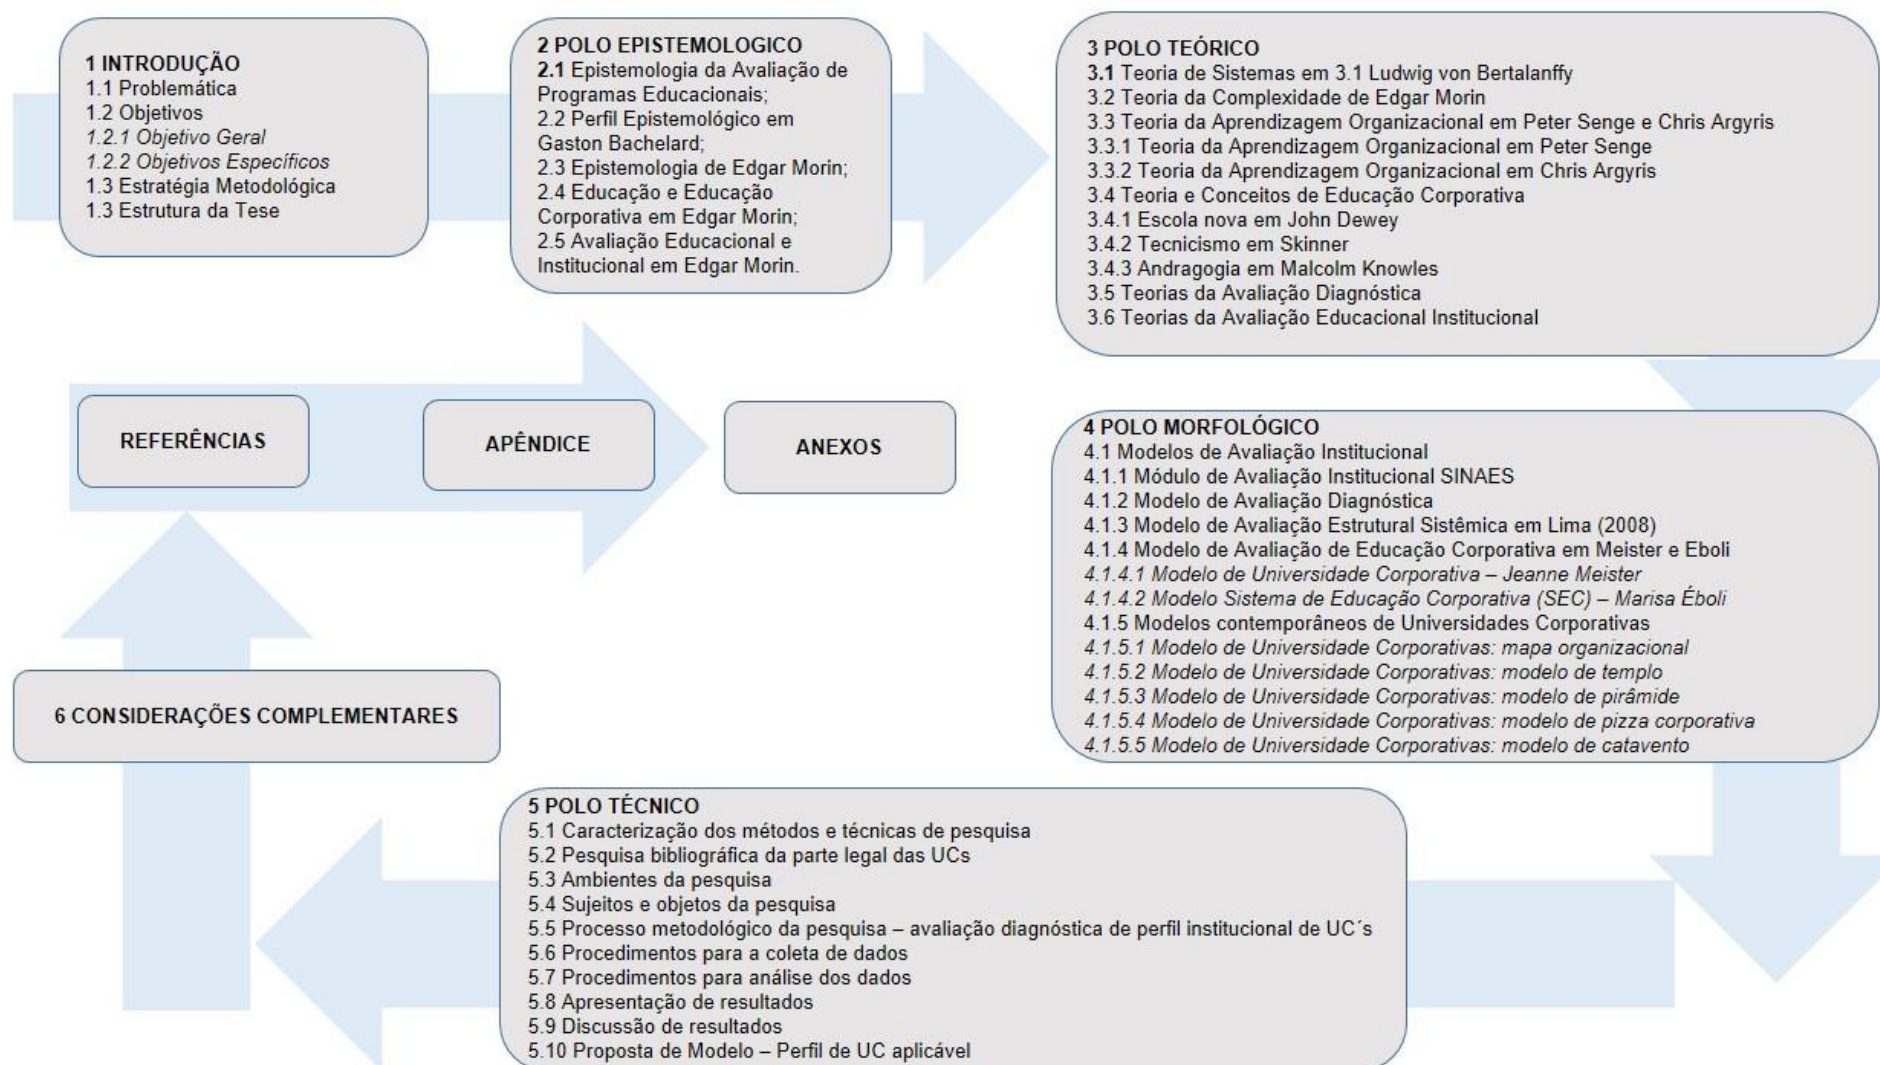 1 INTRODUÇÃO
1.1 Problemática
1.2 Objetivos
1.2.1 Objetivo Geral
1.2.2 Objetivos Específicos
1.3 Estratégia Metodológica
1.3 Estrutura da Tese
2 POLO EPISTEMOLOGICO
2.1 Epistemologia da Avaliação de
Programas Educacionais;
2.2 Perfil Epistemológico em
Gaston Bachelard;
2.3 Epistemologia de Edgar Morin;
2.4 Educação e Educação
Corporativa em Edgar Morin;
2.5 Avaliação Educacional e
Institucional em Edgar Morin.
3 POLO TEÓRICO
3.1 Teoria de Sistemas em 3.1 Ludwig von Bertalanffy
3.2 Teoria da Complexidade de Edgar Morin
3.3 Teoria da Aprendizagem Organizacional em Peter Senge e Chris Argyris
3.3.1 Teoria da Aprendizagem Organizacional em Peter Senge
3.3.2 Teoria da Aprendizagem Organizacional em Chris Argyris
3.4 Teoria e Conceitos de Educação Corporativa
3.4.1 Escola nova em John Dewey
3.4.2 Tecnicismo em Skinner
3.4.3 Andragogia em Malcolm Knowles
3.5 Teorias da Avaliação Diagnóstica
3.6 Teorias da Avaliação Educacional Institucional
4 POLO MORFOLÓGICO
4.1 Modelos de Avaliação Institucional
4.1.1 Módulo de Avaliação Institucional SINAES
4.1.2 Modelo de Avaliação Diagnóstica
4.1.3 Modelo de Avaliação Estrutural Sistêmica em Lima (2008)
4.1.4 Modelo de Avaliação de Educação Corporativa em Meister e Eboli
4.1.4.1 Modelo de Universidade Corporativa – Jeanne Meister
4.1.4.2 Modelo Sistema de Educação Corporativa (SEC) – Marisa Éboli
4.1.5 Modelos contemporâneos de Universidades Corporativas
4.1.5.1 Modelo de Universidade Corporativas: mapa organizacional
4.1.5.2 Modelo de Universidade Corporativas: modelo de templo
4.1.5.3 Modelo de Universidade Corporativas: modelo de pirâmide
4.1.5.4 Modelo de Universidade Corporativas: modelo de pizza corporativa
4.1.5.5 Modelo de Universidade Corporativas: modelo de catavento
5 POLO TÉCNICO
5.1 Caracterização dos métodos e técnicas de pesquisa
5.2 Pesquisa bibliográfica da parte legal das UCs
5.3 Ambientes da pesquisa
5.4 Sujeitos e objetos da pesquisa
5.5 Processo metodológico da pesquisa – avaliação diagnóstica de perfil institucional de UC´s
5.6 Procedimentos para a coleta de dados
5.7 Procedimentos para análise dos dados
5.8 Apresentação de resultados
5.9 Discussão de resultados
5.10 Proposta de Modelo – Perfil de UC aplicável
6 CONSIDERAÇÕES COMPLEMENTARES
REFERÊNCIAS
APÊNDICE
ANEXOS